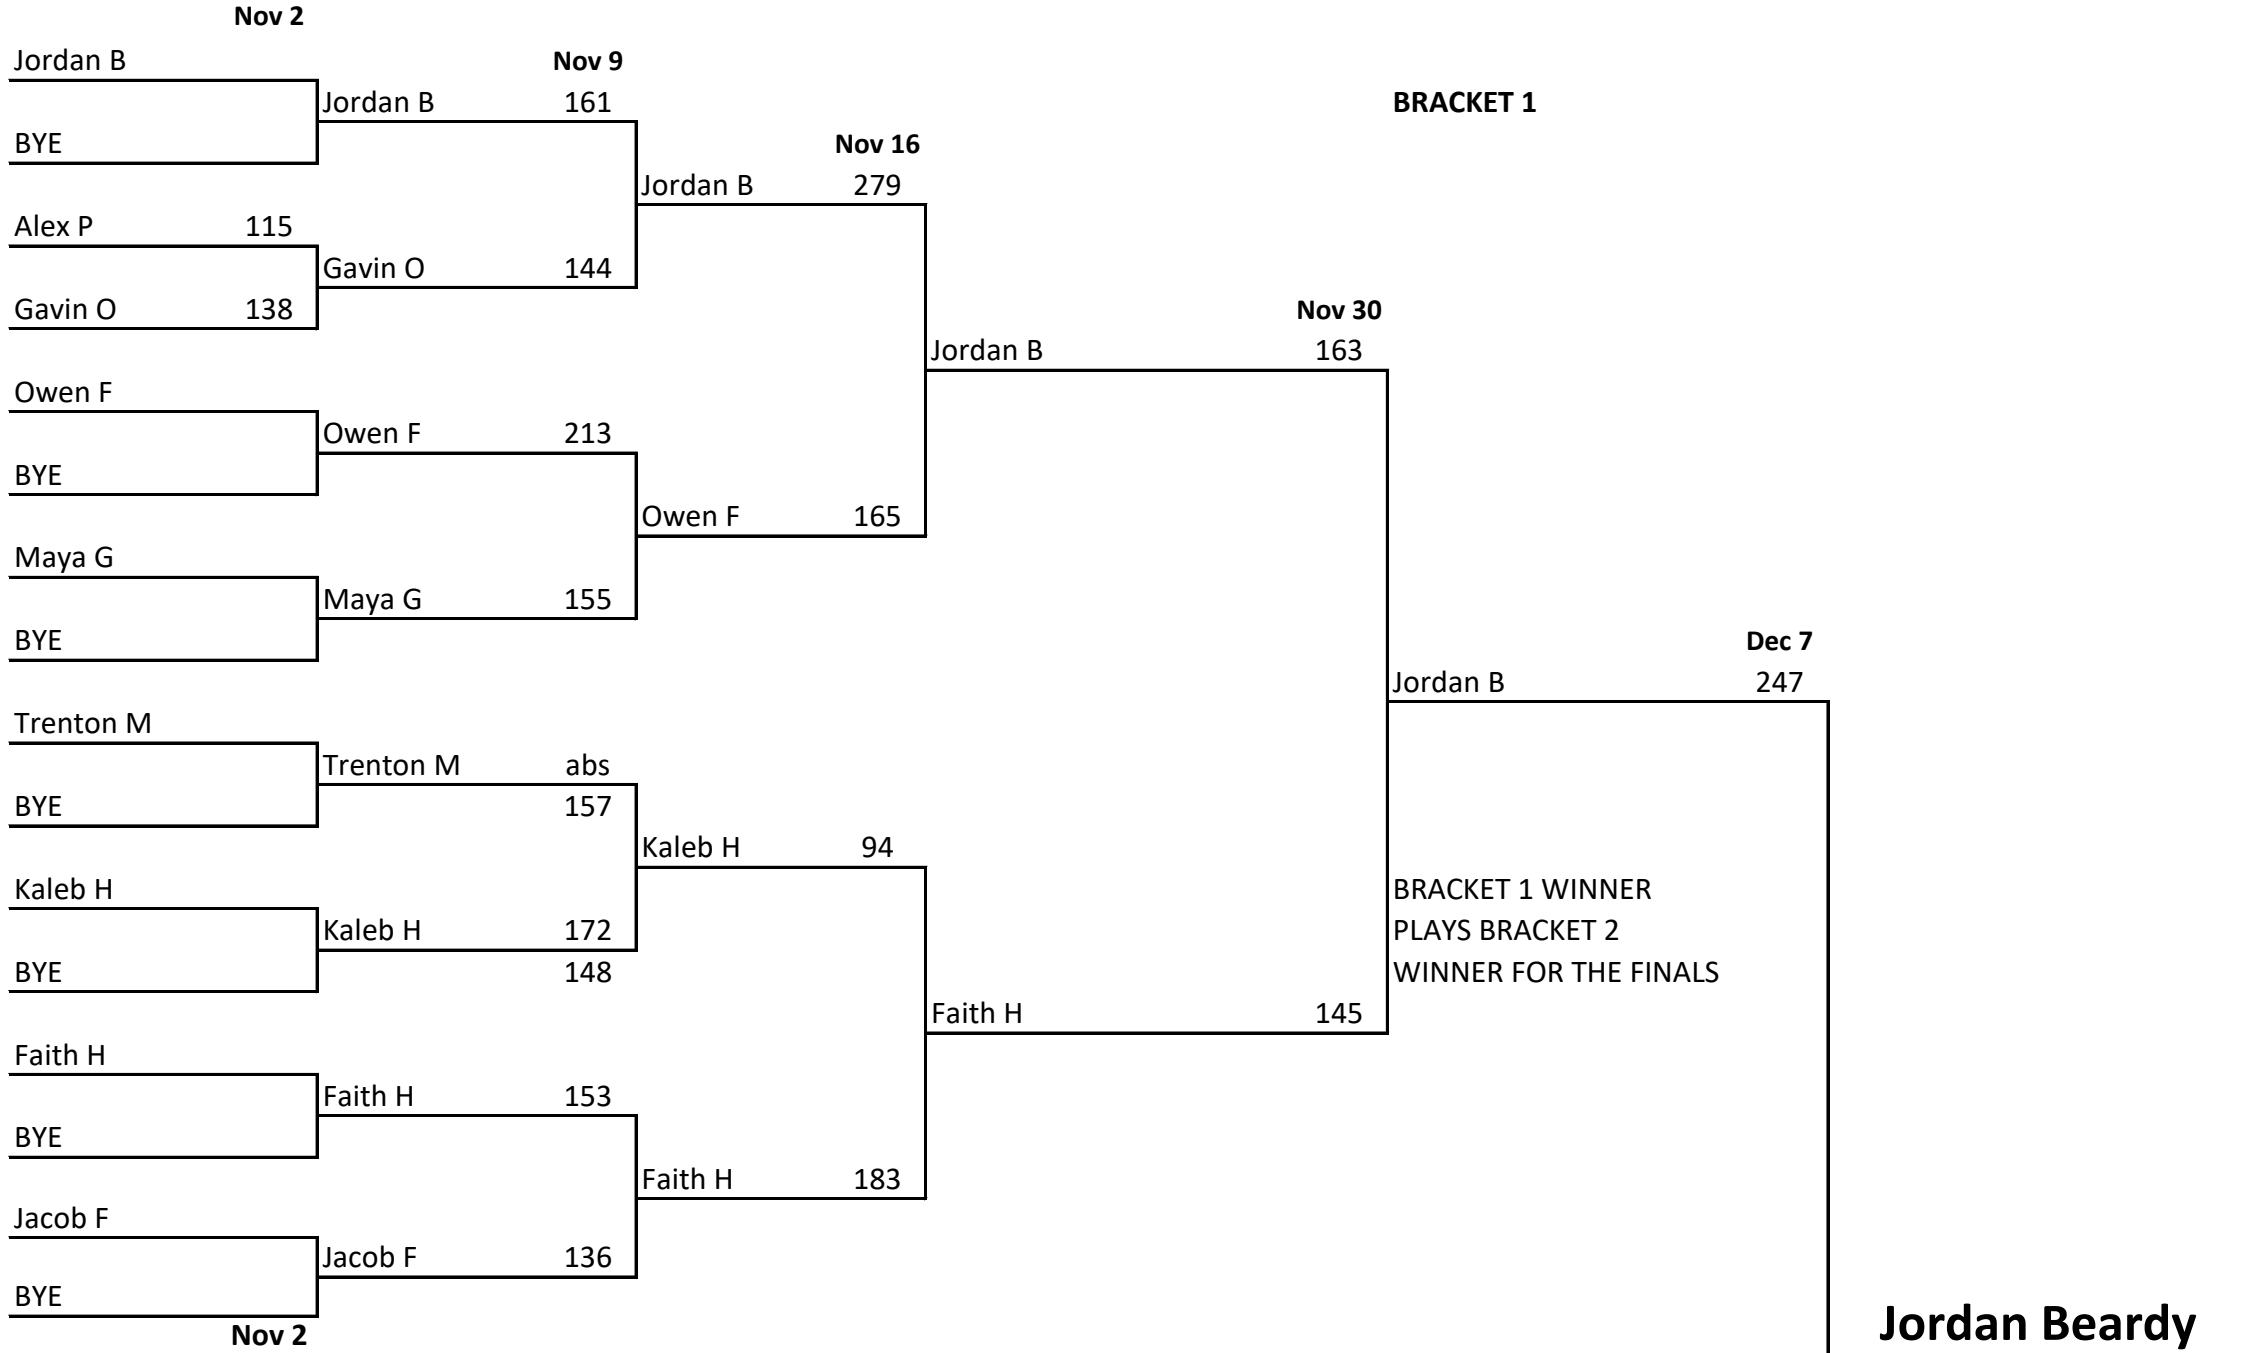 Nov 2
Jordan B
Nov 9
Jordan B 161
BRACKET 1
BYE
Nov 16
Jordan B 279
Alex P 115
Gavin O 144
Gavin O 138
Nov 30
Jordan B 163
Owen F
Owen F 213
BYE
Owen F 165
Maya G
Maya G 155
BYE
Dec 7
Jordan B 247
Trenton M
Trenton M abs
BYE
157
Kaleb H 94
Kaleb H
BRACKET 1 WINNER
Kaleb H 172
PLAYS BRACKET 2
BYE
148
WINNER FOR THE FINALS
Faith H 145
Faith H
Faith H 153
BYE
Faith H 183
Jacob F
Jacob F 136
BYE
Nov 2
Jordan Beardy